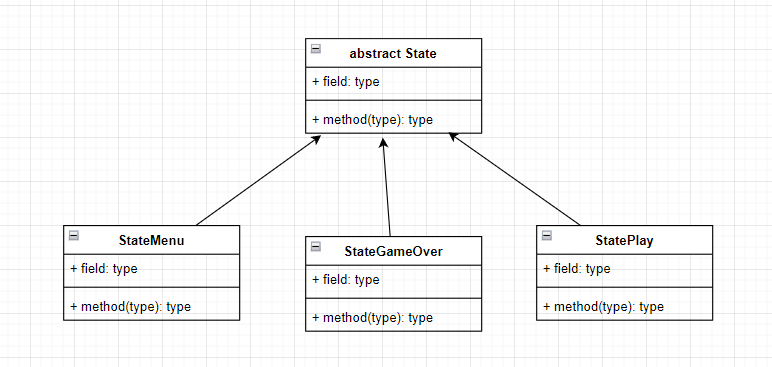 abstract State
+ field: type
+ method(type): type
StateMenu
+ field: type
+ method(type): type
StateGameOver
+ field: type
+ method(type): type
StatePlay
+ field: type
+ method(type): type